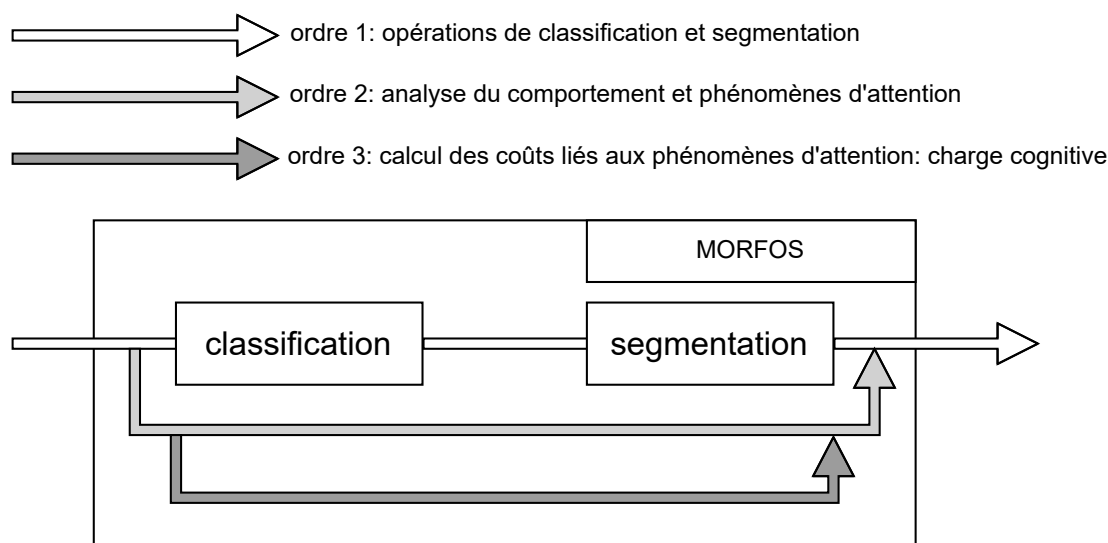 ordre 1: opérations de classification et segmentation
ordre 2: analyse du comportement et phénomènes d'attention
ordre 3: calcul des coûts liés aux phénomènes d'attention: charge cognitive
MORFOS
classification
segmentation